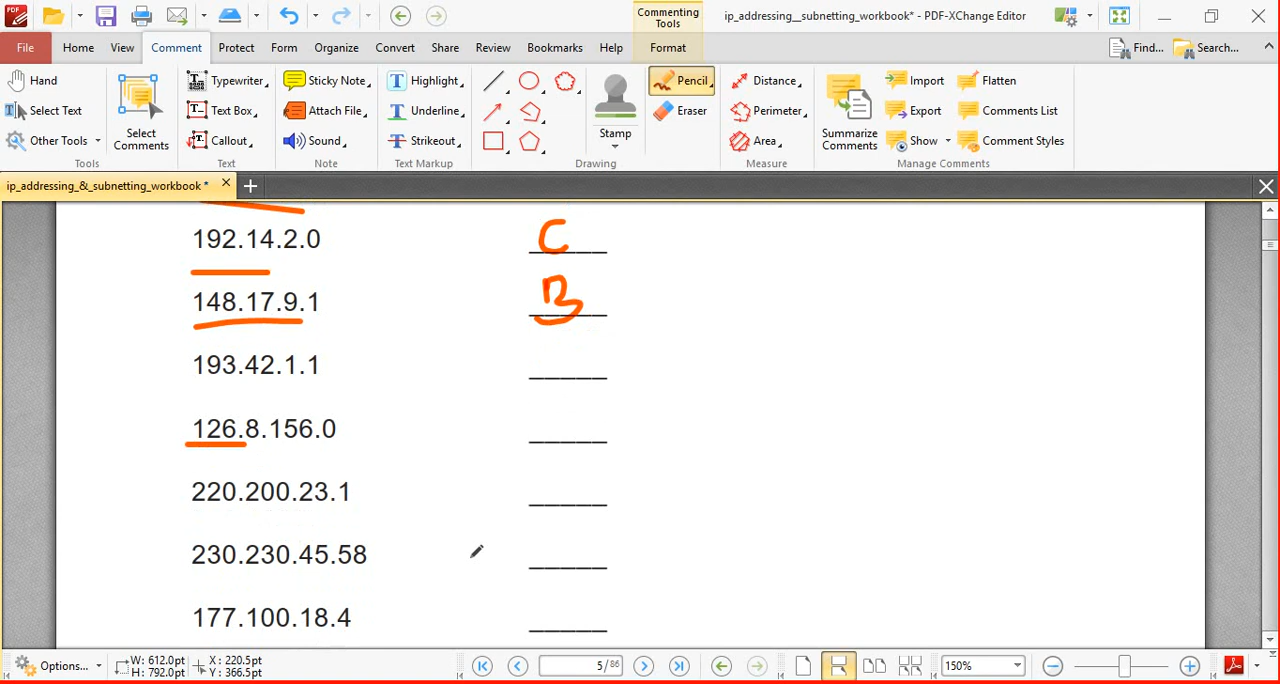 ip_addressing__subnetting_workbook* - PDF-XChange Editor
Commenting Tools
File Home View Comment Protect Form Organize Convert Share Review Bookmarks Help Format Find... Search...
Hand
Select Text
Other Tools
Tools
Select Comments
Typewriter
Text Box
Callout
Text
Sticky Note
Attach File
Sound
Note
Highlight
Underline
Strikeout
Text Markup
Stamp
Pencil
Eraser
Drawing
Distance
Perimeter
Area
Measure
Summarize Comments
Import
Export
Show
Flatten
Comments List
Comment Styles
Manage Comments
ip_addressing_&_subnetting_workbook *
192.14.2.0 C
148.17.9.1 B
193.42.1.1 _____
126.8.156.0 _____
220.200.23.1 _____
230.230.45.58 _____
177.100.18.4 _____
Options...
W: 612.0pt
H: 792.0pt
X: 220.5pt
Y: 366.5pt
5 /86
150%